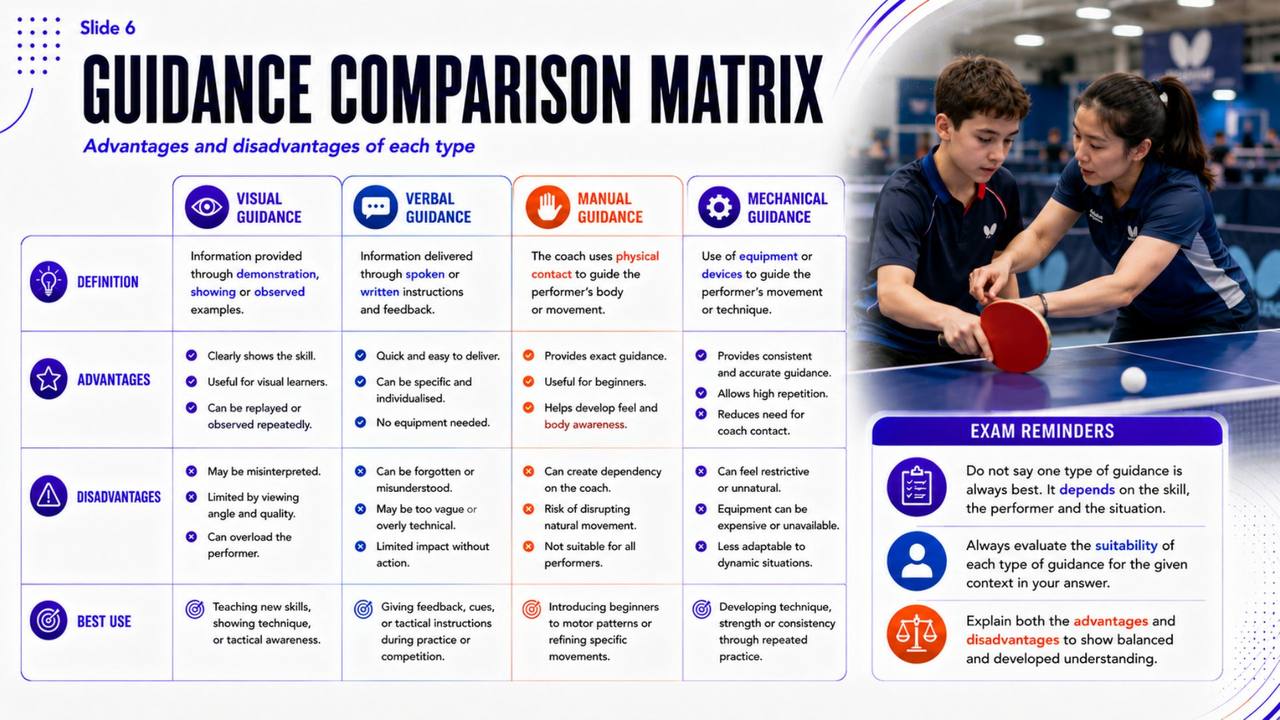 Slide 6
GUIDANCE COMPARISON MATRIX
Advantages and disadvantages of each type
VISUAL
GUIDANCE
VERBAL
GUIDANCE
MANUAL
GUIDANCE
MECHANICAL
GUIDANCE
DEFINITION
Information provided
through demonstration,
showing or observed
examples.
Information delivered
through spoken or
written instructions
and feedback.
The coach uses physical
contact to guide the
performer's body
or movement.
Use of equipment or
devices to guide the
performer's movement
or technique.
ADVANTAGES
Clearly shows the skill.
Useful for visual learners.
Can be replayed or
observed repeatedly.
Quick and easy to deliver.
Can be specific and
individualised.
No equipment needed.
Provides exact guidance.
Useful for beginners.
Helps develop feel and
body awareness.
Provides consistent
and accurate guidance.
Allows high repetition.
Reduces need for
coach contact.
DISADVANTAGES
May be misinterpreted.
Limited by viewing
angle and quality.
Can overload the
performer.
Can be forgotten or
misunderstood.
May be too vague or
overly technical.
Limited impact without
action.
Can create dependency
on the coach.
Risk of disrupting
natural movement.
Not suitable for all
performers.
Can feel restrictive
or unnatural.
Equipment can be
expensive or unavailable.
Less adaptable to
dynamic situations.
BEST USE
Teaching new skills,
showing technique,
or tactical awareness.
Giving feedback, cues,
or tactical instructions
during practice or
competition.
Introducing beginners
to motor patterns or
refining specific
movements.
Developing technique,
strength or consistency
through repeated
practice.
EXAM REMINDERS
Do not say one type of guidance is
always best. It depends on the skill,
the performer and the situation.
Always evaluate the suitability of
each type of guidance for the given
context in your answer.
Explain both the advantages and
disadvantages to show balanced
and developed understanding.